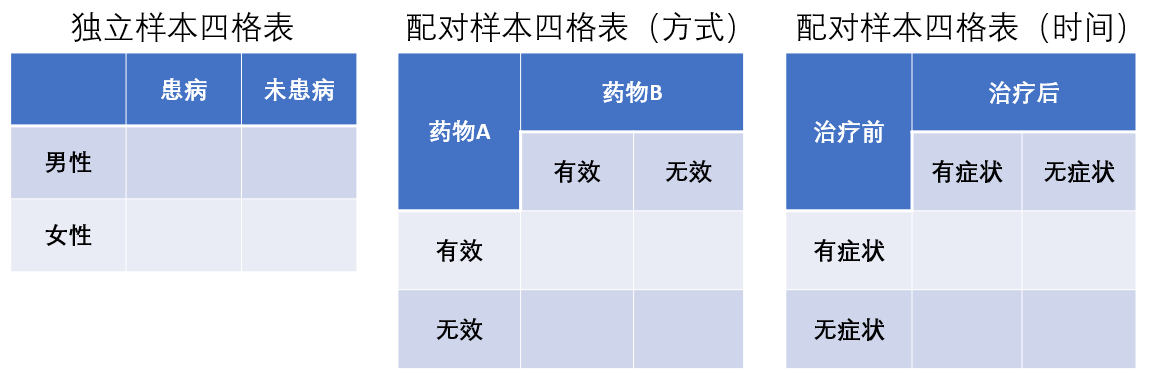 独立样本四格表
患病 未患病
男性
女性
配对样本四格表（方式）
药物A 药物B
有效 无效
有效
无效
配对样本四格表（时间）
治疗前 治疗后
有症状 无症状
有症状
无症状